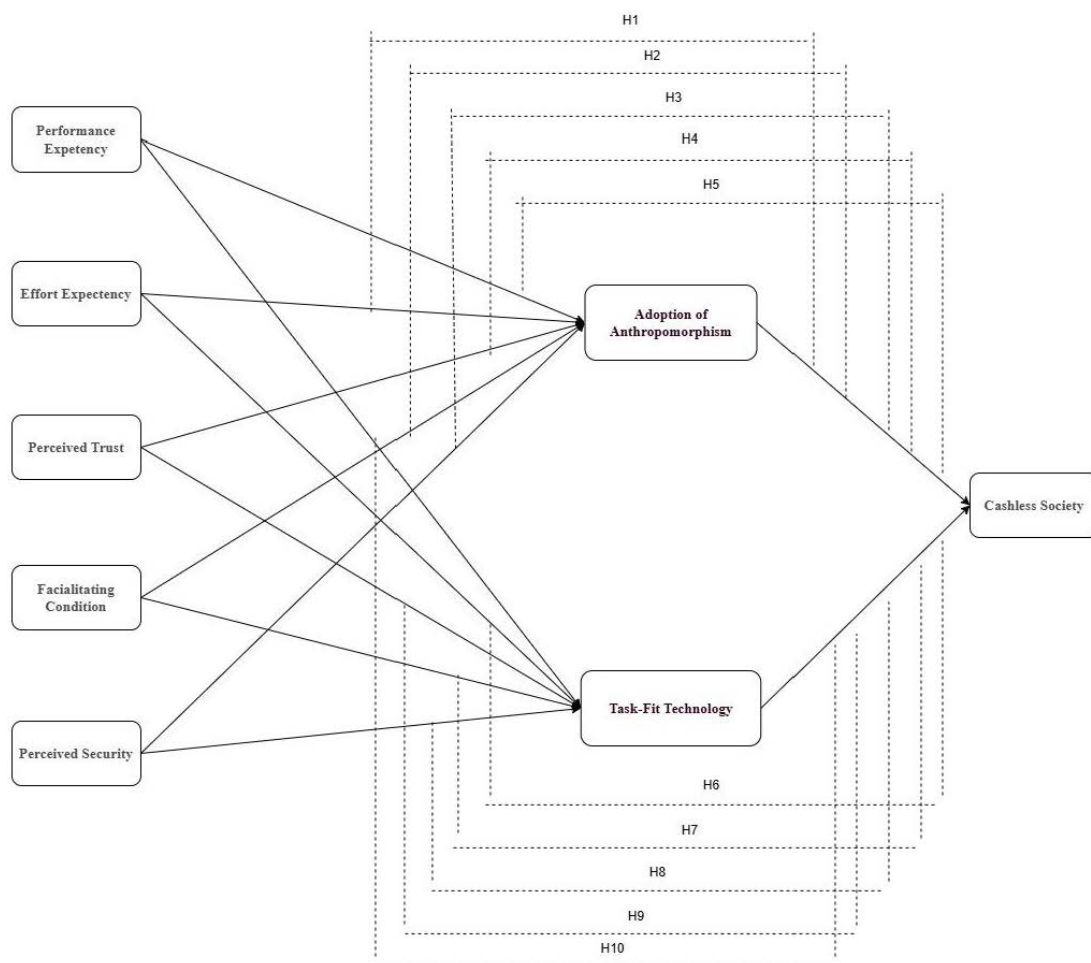 H1
H2
H3
H4
H5
Performance
Expetency
Effort Expectency
Perceived Trust
Facialitating
Condition
Perceived Security
Adoption of
Anthropomorphism
Task-Fit Technology
Cashless Society
H6
H7
H8
H9
H10